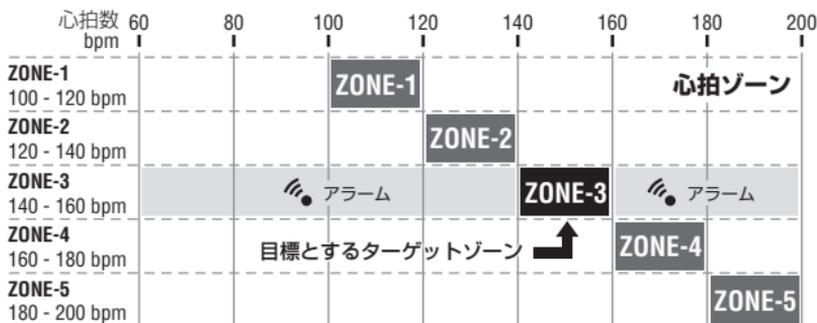 心拍数 bpm 60 80 100 120 140 160 180 200
ZONE-1
100 - 120 bpm
ZONE-1
心拍ゾーン
ZONE-2
120 - 140 bpm
ZONE-2
ZONE-3
140 - 160 bpm
アラーム
ZONE-3
アラーム
ZONE-4
160 - 180 bpm
目標とするターゲットゾーン
ZONE-4
ZONE-5
180 - 200 bpm
ZONE-5